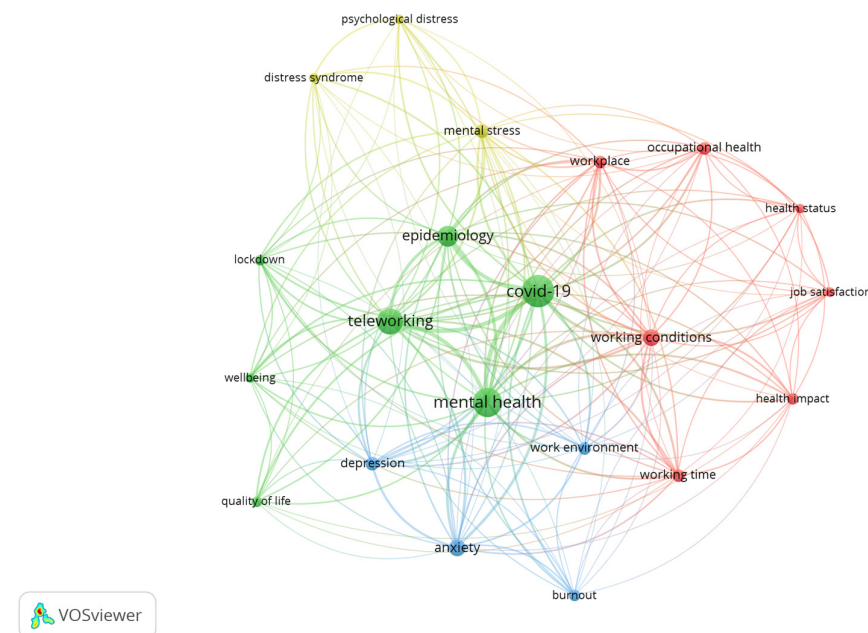 psychological distress
distress syndrome
mental stress
occupational health
workplace
health status
epidemiology
lockdown
covid-19
job satisfaction
teleworking
working conditions
wellbeing
health impact
mental health
work environment
depression
working time
quality of life
anxiety
burnout
VOSviewer